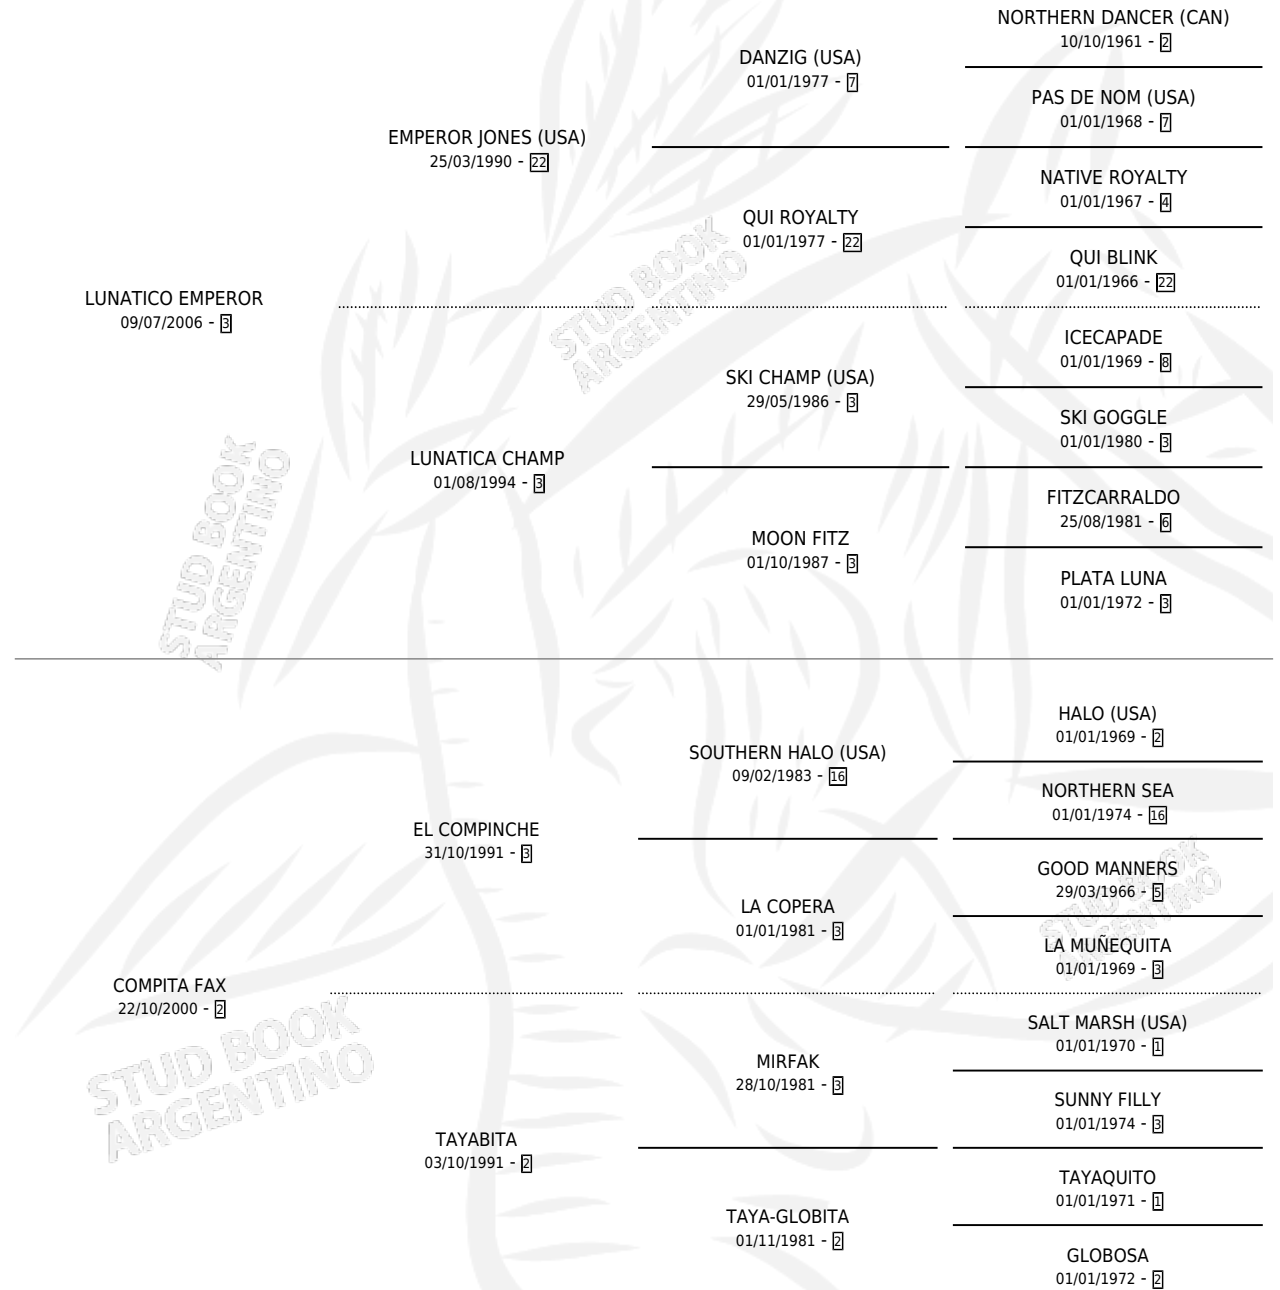 NORTHERN DANCER (CAN)
10/10/1961 - 2
DANZIG (USA)
01/01/1977 - 7
PAS DE NOM (USA)
01/01/1968 - 7
EMPEROR JONES (USA)
25/03/1990 - 22
NATIVE ROYALTY
01/01/1967 - 4
QUI ROYALTY
01/01/1977 - 22
QUI BLINK
01/01/1966 - 22
LUNATICO EMPEROR
09/07/2006 - 3
ICECAPADE
01/01/1969 - 8
SKI CHAMP (USA)
29/05/1986 - 3
SKI GOGGLE
01/01/1980 - 3
LUNATICA CHAMP
01/08/1994 - 3
FITZCARRALDO
25/08/1981 - 6
MOON FITZ
01/10/1987 - 3
PLATA LUNA
01/01/1972 - 3
STUD BOOK
ARGENTINO
STUD BOOK
ARGENTINO
HALO (USA)
01/01/1969 - 2
SOUTHERN HALO (USA)
09/02/1983 - 16
NORTHERN SEA
01/01/1974 - 16
EL COMPINCHE
31/10/1991 - 3
GOOD MANNERS
29/03/1966 - 5
LA COPERA
01/01/1981 - 3
LA MUÑEQUITA
01/01/1969 - 3
COMPITA FAX
22/10/2000 - 2
SALT MARSH (USA)
01/01/1970 - 1
MIRFAK
28/10/1981 - 3
SUNNY FILLY
01/01/1974 - 3
TAYABITA
03/10/1991 - 2
TAYAQUITO
01/01/1971 - 1
TAYA-GLOBITA
01/11/1981 - 2
GLOBOSA
01/01/1972 - 2
STUD BOOK
ARGENTINO
STUD BOOK
ARGENTINO